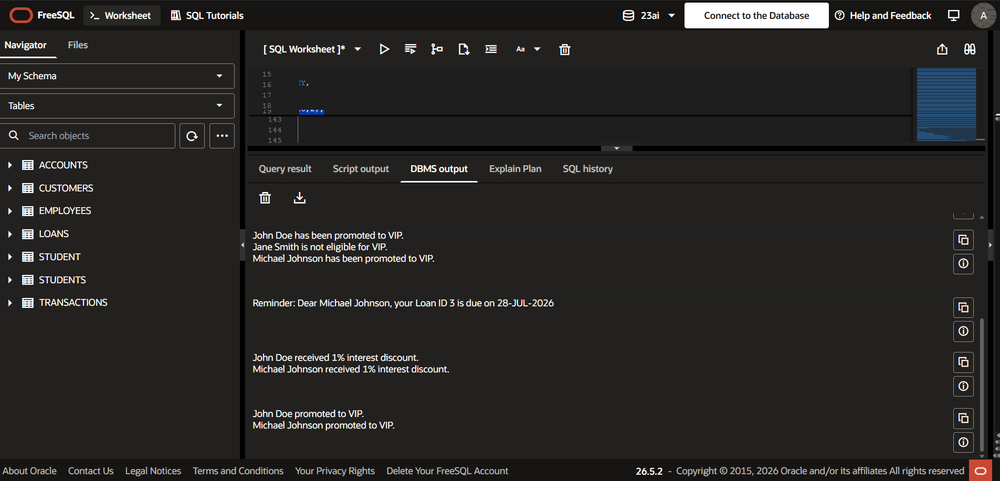 FreeSQL
Worksheet
SQL Tutorials
23ai
Connect to the Database
Help and Feedback
A
Navigator
Files
My Schema
Tables
Search objects
ACCOUNTS
CUSTOMERS
EMPLOYEES
LOANS
STUDENT
STUDENTS
TRANSACTIONS
[ SQL Worksheet ]*
Aa
15
16
17
18
19
143
144
145
Query result
Script output
DBMS output
Explain Plan
SQL history
John Doe has been promoted to VIP.
Jane Smith is not eligible for VIP.
Michael Johnson has been promoted to VIP.
Reminder: Dear Michael Johnson, your Loan ID 3 is due on 28-JUL-2026
John Doe received 1% interest discount.
Michael Johnson received 1% interest discount.
John Doe promoted to VIP.
Michael Johnson promoted to VIP.
About Oracle
Contact Us
Legal Notices
Terms and Conditions
Your Privacy Rights
Delete Your FreeSQL Account
26.5.2 - Copyright © 2015, 2026 Oracle and/or its affiliates All rights reserved